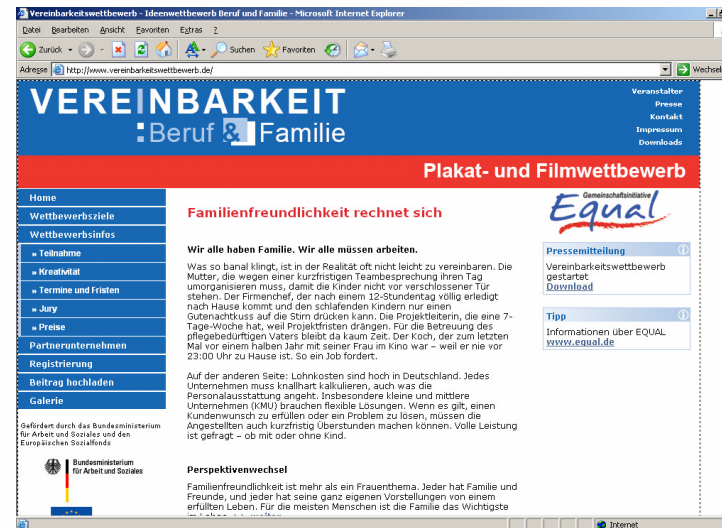 Vereinbarkeitswettbewerb - Ideenwettbewerb Beruf und Familie - Microsoft Internet Explorer
Datei Bearbeiten Ansicht Favoriten Extras ?
Zurück Suchen Favoriten
Adresse http://www.vereinbarkeitswettbewerb.de/ Wechsel
VEREINBARKEIT
:Beruf & Familie
Veranstalter
Presse
Kontakt
Impressum
Downloads
Plakat- und Filmwettbewerb
Home
Wettbewerbsziele
Wettbewerbsinfos
» Teilnahme
» Kreativität
» Termine und Fristen
» Jury
» Preise
Partnerunternehmen
Registrierung
Beitrag hochladen
Galerie
Gefördert durch das Bundesministerium
für Arbeit und Soziales und den
Europäischen Sozialfonds
Bundesministerium
für Arbeit und Soziales
Familienfreundlichkeit rechnet sich
Wir alle haben Familie. Wir alle müssen arbeiten.
Was so banal klingt, ist in der Realität oft nicht leicht zu vereinbaren. Die
Mutter, die wegen einer kurzfristigen Teambesprechung ihren Tag
umorganisieren muss, damit die Kinder nicht vor verschlossener Tür
stehen. Der Firmenchef, der nach einem 12-Stundentag völlig erledigt
nach Hause kommt und den schlafenden Kindern nur einen
Gutenachtkuss auf die Stirn drücken kann. Die Projektleiterin, die eine 7-
Tage-Woche hat, weil Projektfristen drängen. Für die Betreuung des
pflegebedürftigen Vaters bleibt da kaum Zeit. Der Koch, der zum letzten
Mal vor einem halben Jahr mit seiner Frau im Kino war – weil er nie vor
23:00 Uhr zu Hause ist. So ein Job fordert.
Auf der anderen Seite: Lohnkosten sind hoch in Deutschland. Jedes
Unternehmen muss knallhart kalkulieren, auch was die
Personalausstattung angeht. Insbesondere kleine und mittlere
Unternehmen (KMU) brauchen flexible Lösungen. Wenn es gilt, einen
Kundenwunsch zu erfüllen oder ein Problem zu lösen, müssen die
Angestellten auch kurzfristig Überstunden machen können. Volle Leistung
ist gefragt – ob mit oder ohne Kind.
Perspektivenwechsel
Familienfreundlichkeit ist mehr als ein Frauenthema. Jeder hat Familie und
Freunde, und jeder hat seine ganz eigenen Vorstellungen von einem
erfüllten Leben. Für die meisten Menschen ist die Familie das Wichtigste
im Leben. >> weiter
Gemeinschaftsinitiative
Equal
Pressemitteilung
Vereinbarkeitswettbewerb
gestartet
Download
Tipp
Informationen über EQUAL
www.equal.de
Internet